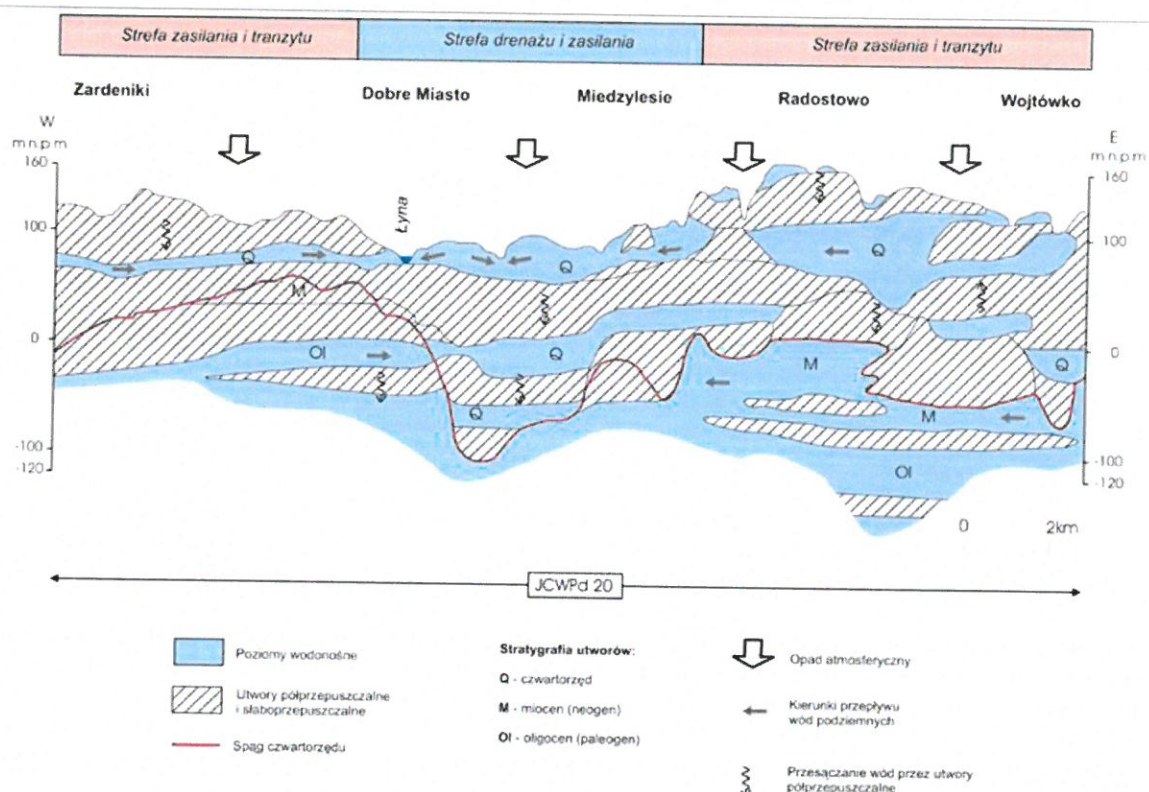 Strefa zasilania i tranzytu
Strefa drenażu i zasilania
Strefa zasilania i tranzytu
Zardeniki
Dobre Miasto
Miedzylesie
Radostowo
Wojtówko
W
m n.p.m
160
100
0
-100
-120
E
m n.p.m
160
100
0
-100
-120
Łyna
Q
Q
Q
M
Ol
Q
Q
M
Q
M
Ol
0 2km
JCWPd 20
Poziomy wodonośne
Utwory półprzepuszczalne
i słaboprzepuszczalne
Spąg czwartorzędu
Stratygrafia utworów:
Q - czwartorzęd
M - miocen (neogen)
Ol - oligocen (paleogen)
Opad atmosferyczny
Kierunki przepływu
wód podziemnych
Przesączanie wód przez utwory
półprzepuszczalne